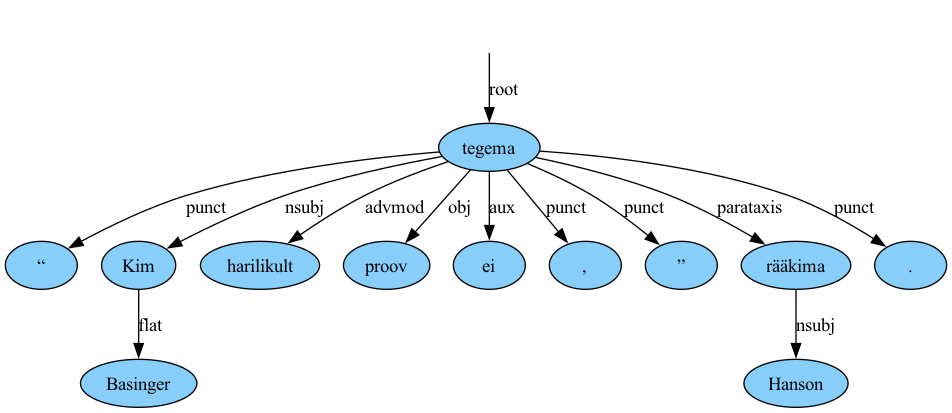 root
tegema
punct nsubj advmod obj aux punct punct parataxis punct
“ Kim harilikult proov ei , ” rääkima .
flat nsubj
Basinger Hanson